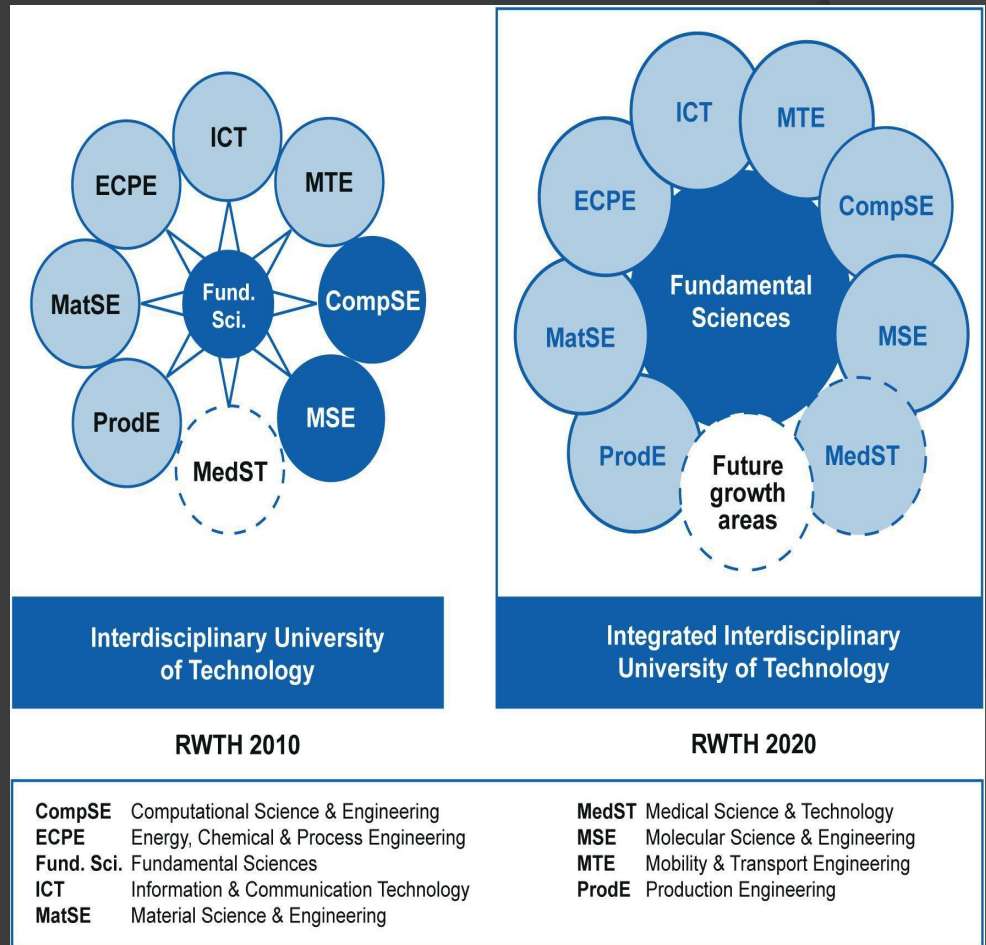 ICT
ECPE
MTE
MatSE
Fund.
Sci.
CompSE
ProdE
MSE
MedST
Interdisciplinary University
of Technology
RWTH 2010
ICT
MTE
ECPE
CompSE
Fundamental
Sciences
MatSE
MSE
ProdE
Future
growth
areas
MedST
Integrated Interdisciplinary
University of Technology
RWTH 2020
CompSE Computational Science & Engineering
ECPE Energy, Chemical & Process Engineering
Fund. Sci. Fundamental Sciences
ICT Information & Communication Technology
MatSE Material Science & Engineering
MedST Medical Science & Technology
MSE Molecular Science & Engineering
MTE Mobility & Transport Engineering
ProdE Production Engineering